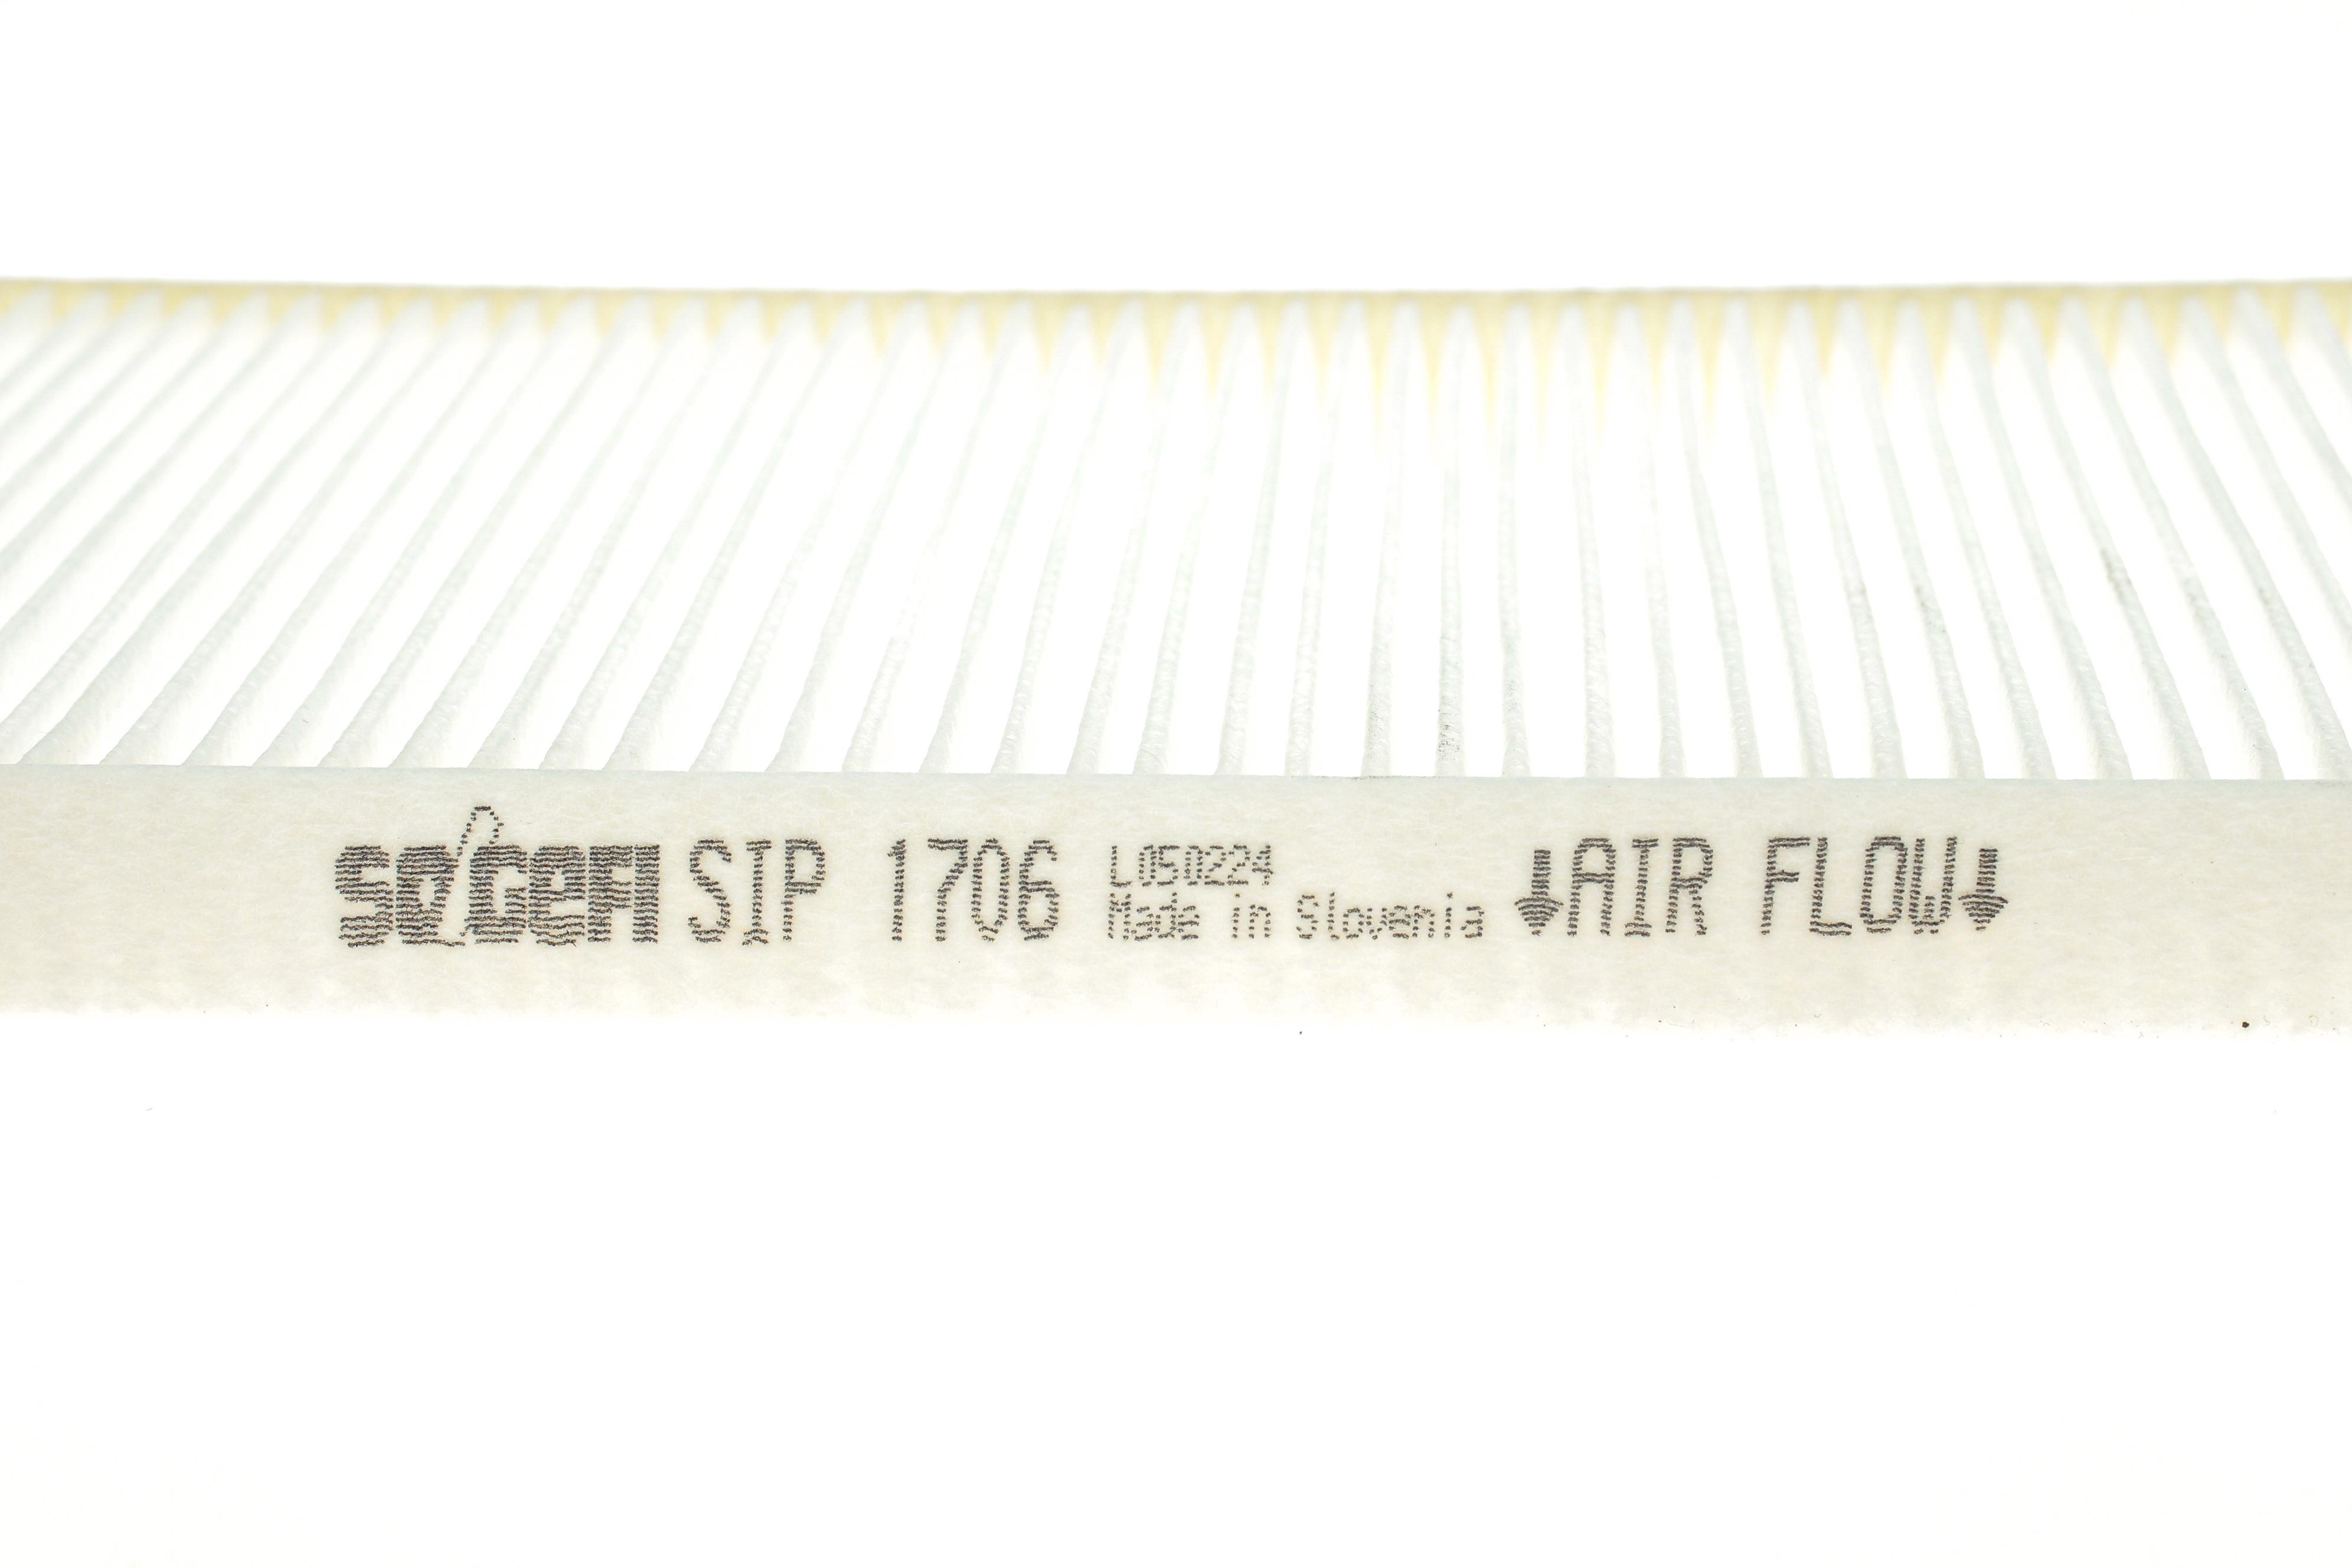 SOGEFI SIP 1706 L050224
Made in Slovenia
↓AIR FLOW↓